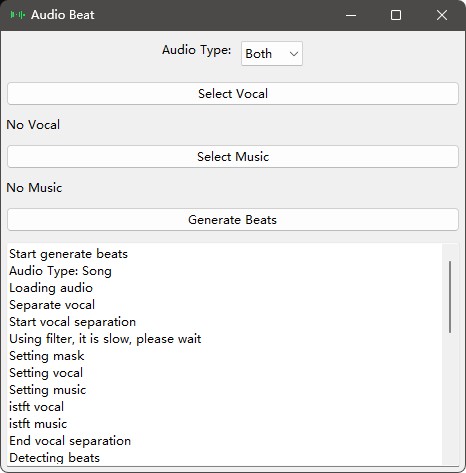 Audio Beat
Audio Type: Both
Select Vocal
No Vocal
Select Music
No Music
Generate Beats
Start generate beats
Audio Type: Song
Loading audio
Separate vocal
Start vocal separation
Using filter, it is slow, please wait
Setting mask
Setting vocal
Setting music
istft vocal
istft music
End vocal separation
Detecting beats